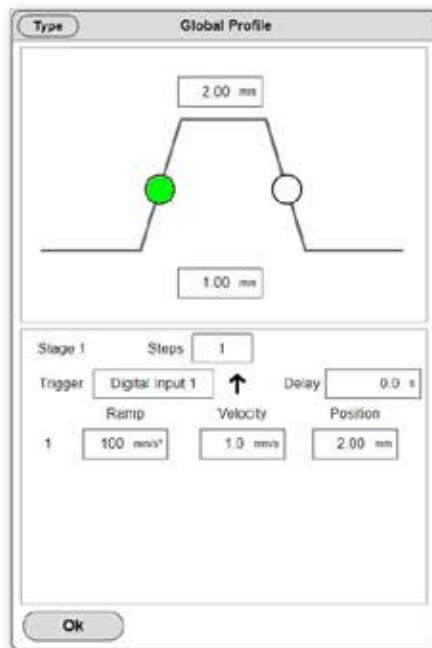 Type Global Profile
2.00 mm
1.00 mm
Stage 1 Steps 1
Trigger Digital Input 1 Delay 0.0 s
Ramp Velocity Position
1 100 mm/s² 1.0 mm/s 2.00 mm
Ok